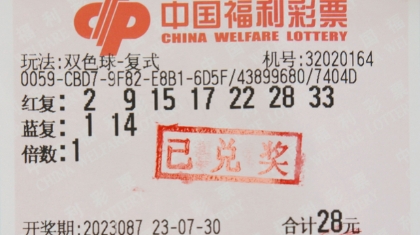 中国福利彩票
CHINA WELFARE LOTTERY
玩法:双色球-复式 机号:32020164
0059-CBD7-9F82-E8B1-6D5F/43899680/7404D
红复: 2 9 15 17 22 28 33
蓝复: 1 14
倍数:1
已兑奖
开奖期:2023087 23-07-30 合计28元